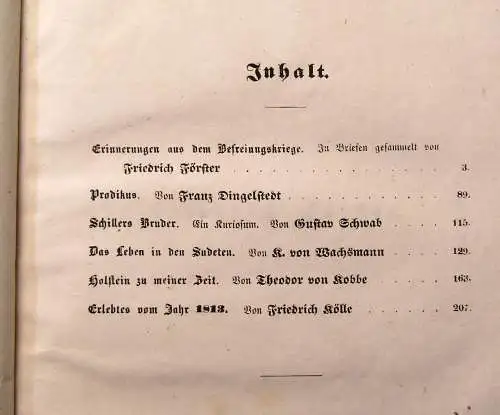 Inhalt.
Erinnerungen aus dem Befreiungskriege. In Briefen gesammelt von
Friedrich Förster . . . . . . . . . . . . . 3.
Prodikus. Von Franz Dingelstedt . . . . . . . . . . 89.
Schillers Bruder. Ein Kuriosum. Von Gustav Schwab . . . . 115.
Das Leben in den Sudeten. Von K. von Wachsmann . . . . . 129.
Holstein zu meiner Zeit. Von Theodor von Kobbe . . . . . 163.
Erlebtes vom Jahr 1813. Von Friedrich Kölle . . . . . . 207.